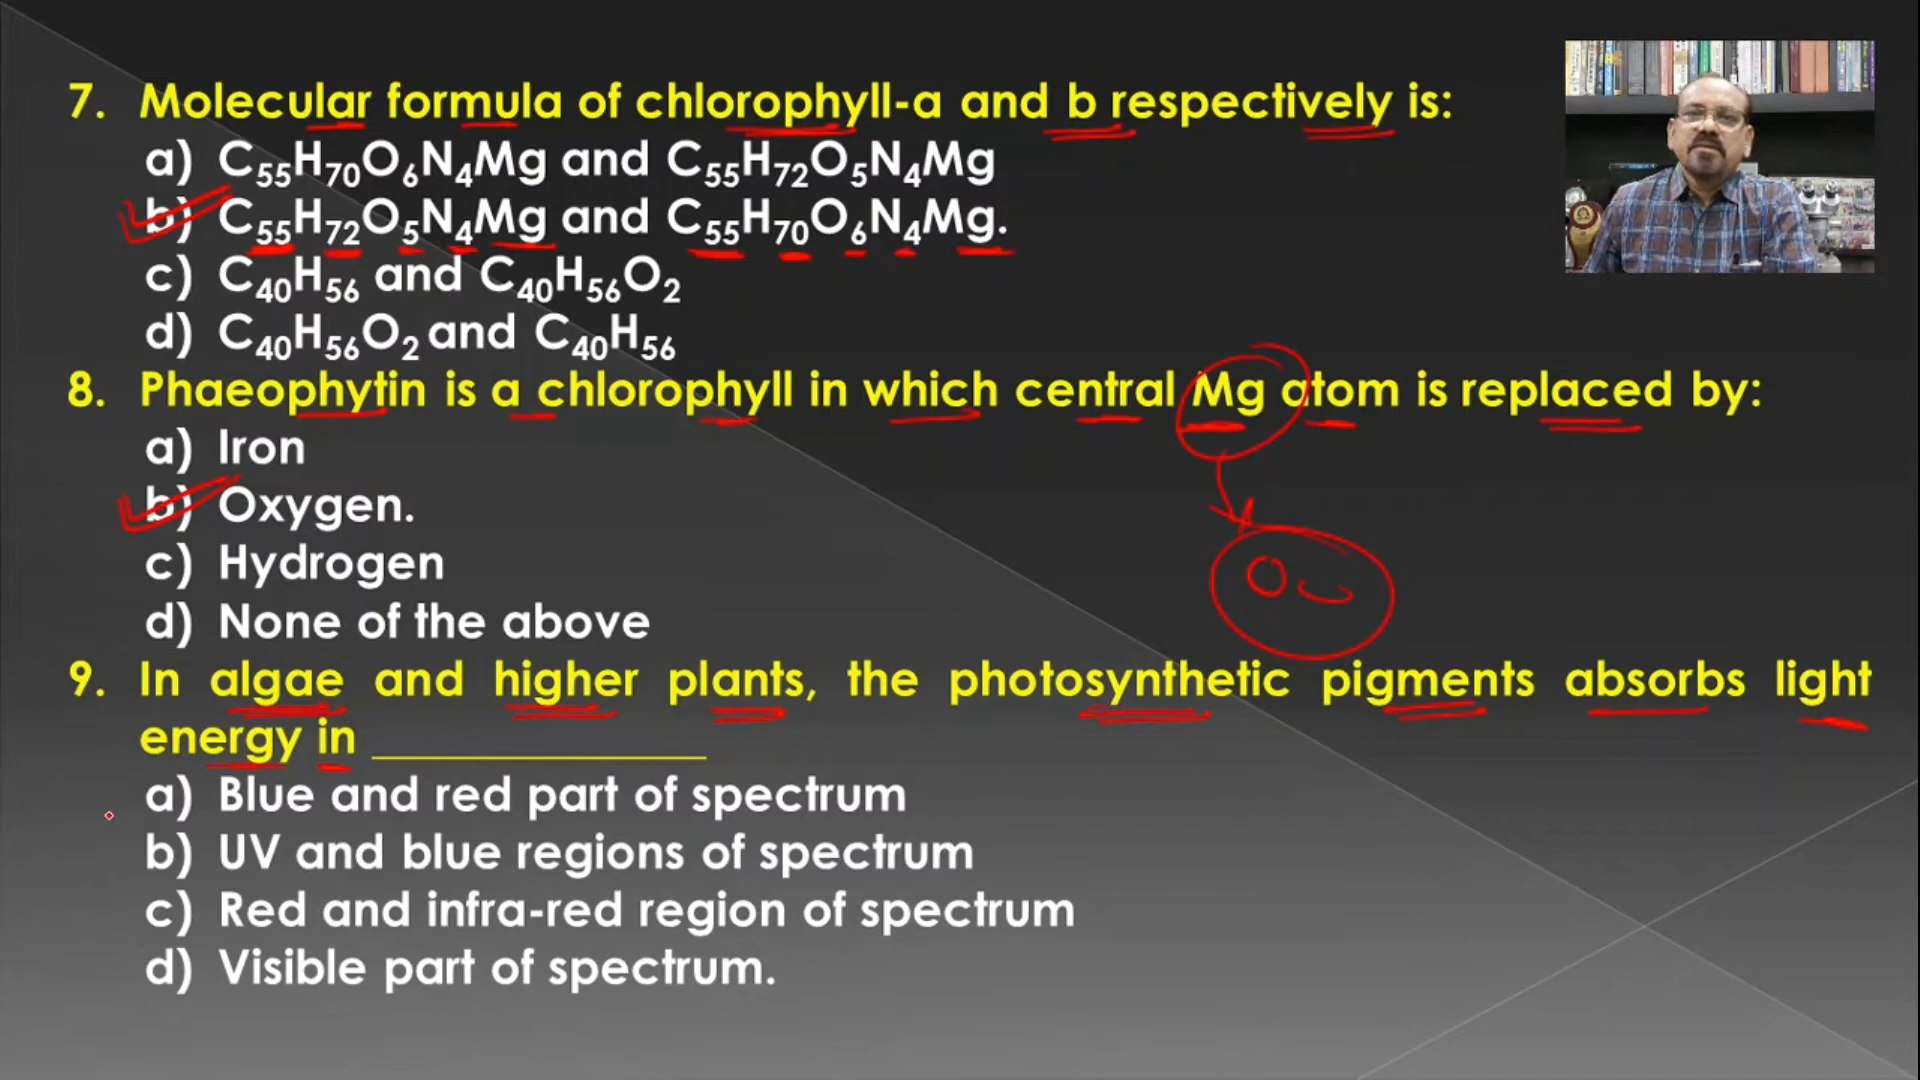 7. Molecular formula of chlorophyll-a and b respectively is:
a) C₅₅H₇₀O₆N₄Mg and C₅₅H₇₂O₅N₄Mg
b) C₅₅H₇₂O₅N₄Mg and C₅₅H₇₀O₆N₄Mg.
c) C₄₀H₅₆ and C₄₀H₅₆O₂
d) C₄₀H₅₆O₂ and C₄₀H₅₆
8. Phaeophytin is a chlorophyll in which central Mg atom is replaced by:
a) Iron
b) Oxygen.
c) Hydrogen
d) None of the above
9. In algae and higher plants, the photosynthetic pigments absorbs light
energy in ______________
a) Blue and red part of spectrum
b) UV and blue regions of spectrum
c) Red and infra-red region of spectrum
d) Visible part of spectrum.